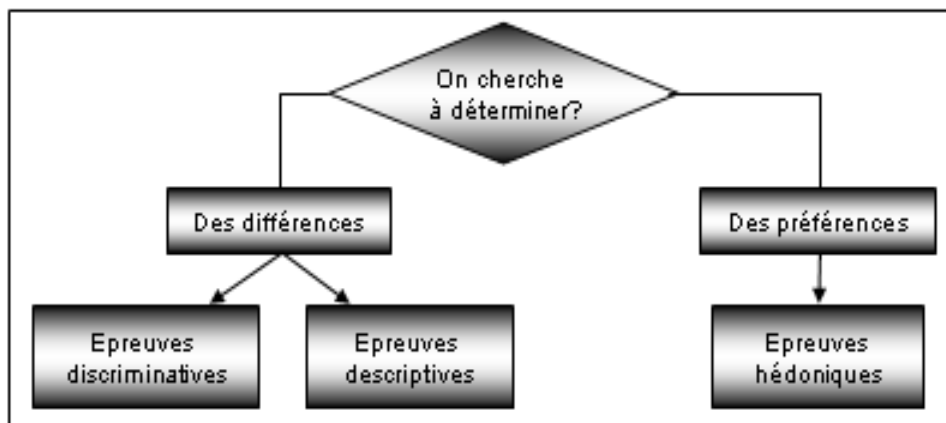 On cherche
à déterminer?
Des différences
Des préférences
Epreuves
discriminatives
Epreuves
descriptives
Epreuves
hédoniques